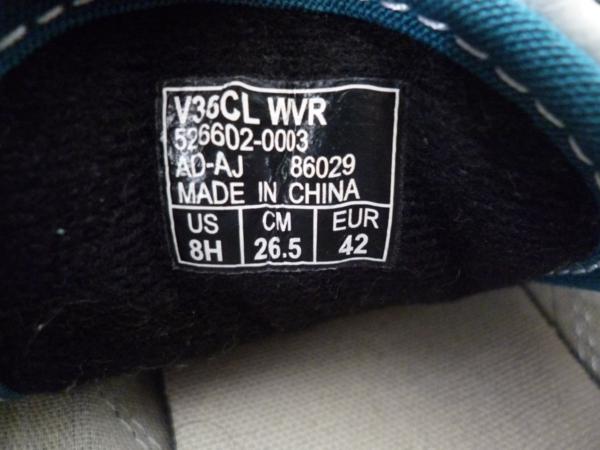 V36CL WVR
526602-0003
AD-AJ 86029
MADE IN CHINA
US CM EUR
8H 26.5 42